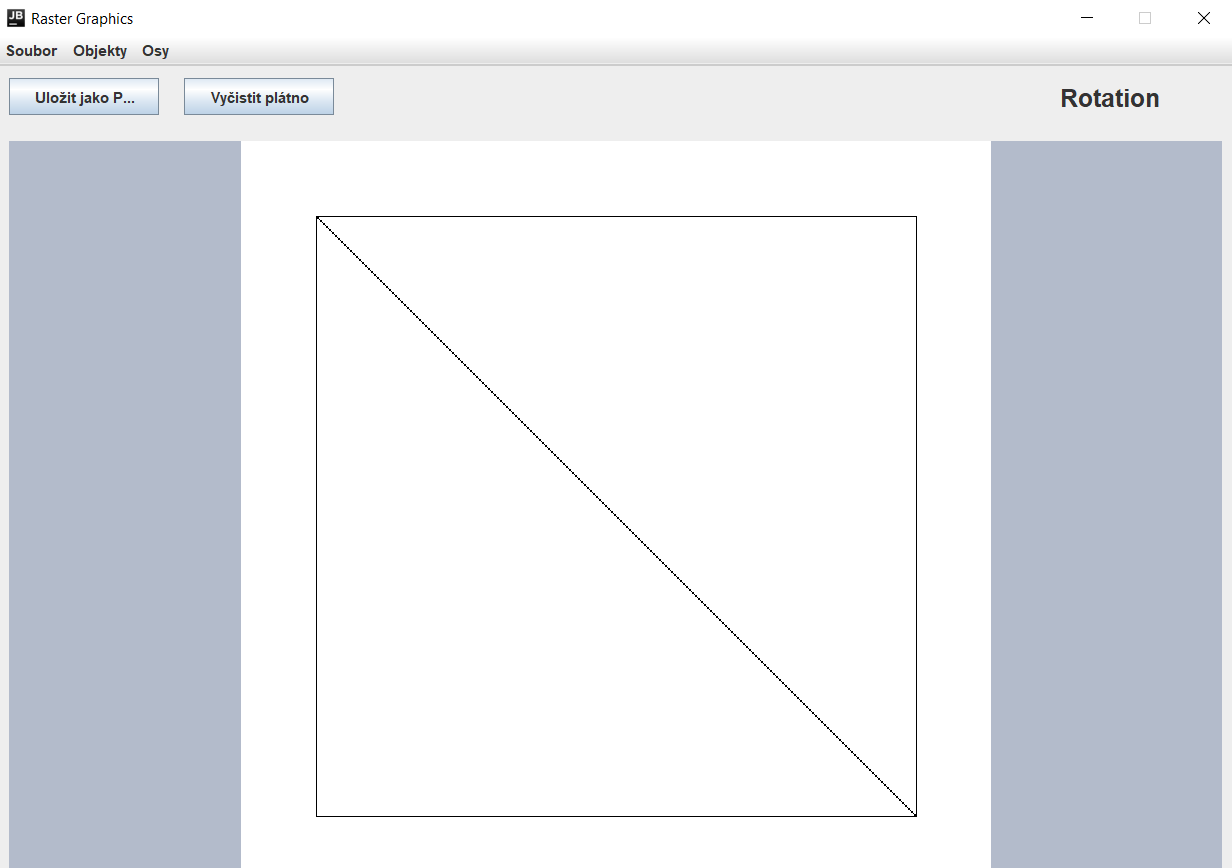 JB Raster Graphics
Soubor Objekty Osy
Uložit jako P... Vyčistit plátno Rotation